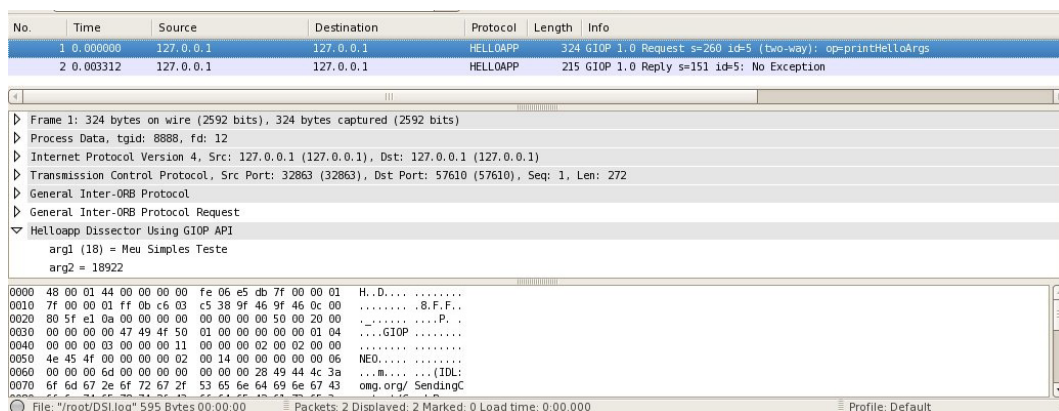 No. Time Source Destination Protocol Length Info
1 0.000000 127.0.0.1 127.0.0.1 HELLOAPP 324 GIOP 1.0 Request s=260 id=5 (two-way): op=printHelloArgs
2 0.003312 127.0.0.1 127.0.0.1 HELLOAPP 215 GIOP 1.0 Reply s=151 id=5: No Exception
Frame 1: 324 bytes on wire (2592 bits), 324 bytes captured (2592 bits)
Process Data, tgid: 8888, fd: 12
Internet Protocol Version 4, Src: 127.0.0.1 (127.0.0.1), Dst: 127.0.0.1 (127.0.0.1)
Transmission Control Protocol, Src Port: 32863 (32863), Dst Port: 57610 (57610), Seq: 1, Len: 272
General Inter-ORB Protocol
General Inter-ORB Protocol Request
Helloapp Dissector Using GIOP API
arg1 (18) = Meu Simples Teste
arg2 = 18922
0000 48 00 01 44 00 00 00 00 fe 06 e5 db 7f 00 00 01 H..D.... ........
0010 7f 00 00 01 ff 0b c6 03 c5 38 9f 46 9f 46 0c 00 ........ .8.F.F..
0020 80 5f e1 0a 00 00 00 00 00 00 00 00 50 00 20 00 ._...... ....P. .
0030 00 00 00 00 47 49 4f 50 01 00 00 00 00 00 01 04 ....GIOP ........
0040 00 00 00 03 00 00 00 11 00 00 00 02 00 02 00 00 ........ ........
0050 4e 45 4f 00 00 00 00 02 00 14 00 00 00 00 00 06 NEO..... ........
0060 00 00 00 6d 00 00 00 00 00 00 00 28 49 44 4c 3a ...m.... ...(IDL:
0070 6f 6d 67 2e 6f 72 67 2f 53 65 6e 64 69 6e 67 43 omg.org/ SendingC
File: "/root/DSI.log" 595 Bytes 00:00:00 Packets: 2 Displayed: 2 Marked: 0 Load time: 0:00.000 Profile: Default